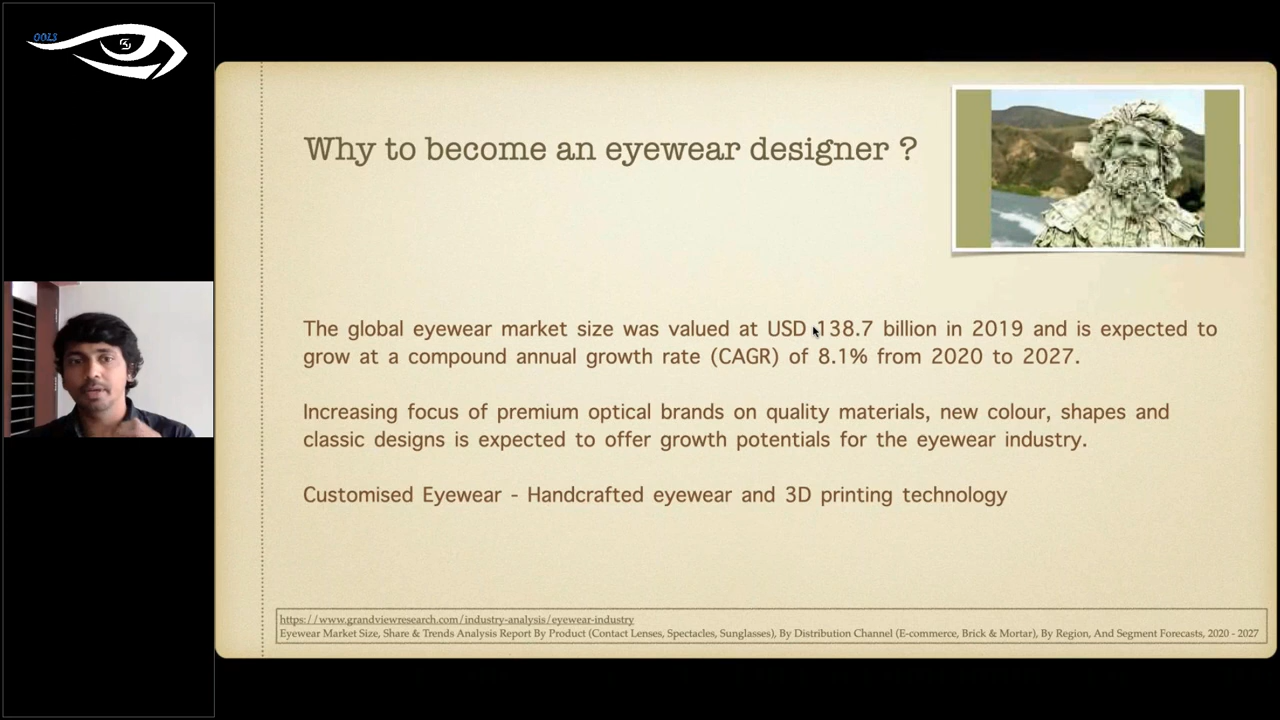 OOLS
Why to become an eyewear designer ?
The global eyewear market size was valued at USD 138.7 billion in 2019 and is expected to
grow at a compound annual growth rate (CAGR) of 8.1% from 2020 to 2027.
Increasing focus of premium optical brands on quality materials, new colour, shapes and
classic designs is expected to offer growth potentials for the eyewear industry.
Customised Eyewear - Handcrafted eyewear and 3D printing technology
https://www.grandviewresearch.com/industry-analysis/eyewear-industry
Eyewear Market Size, Share & Trends Analysis Report By Product (Contact Lenses, Spectacles, Sunglasses), By Distribution Channel (E-commerce, Brick & Mortar), By Region, And Segment Forecasts, 2020 - 2027